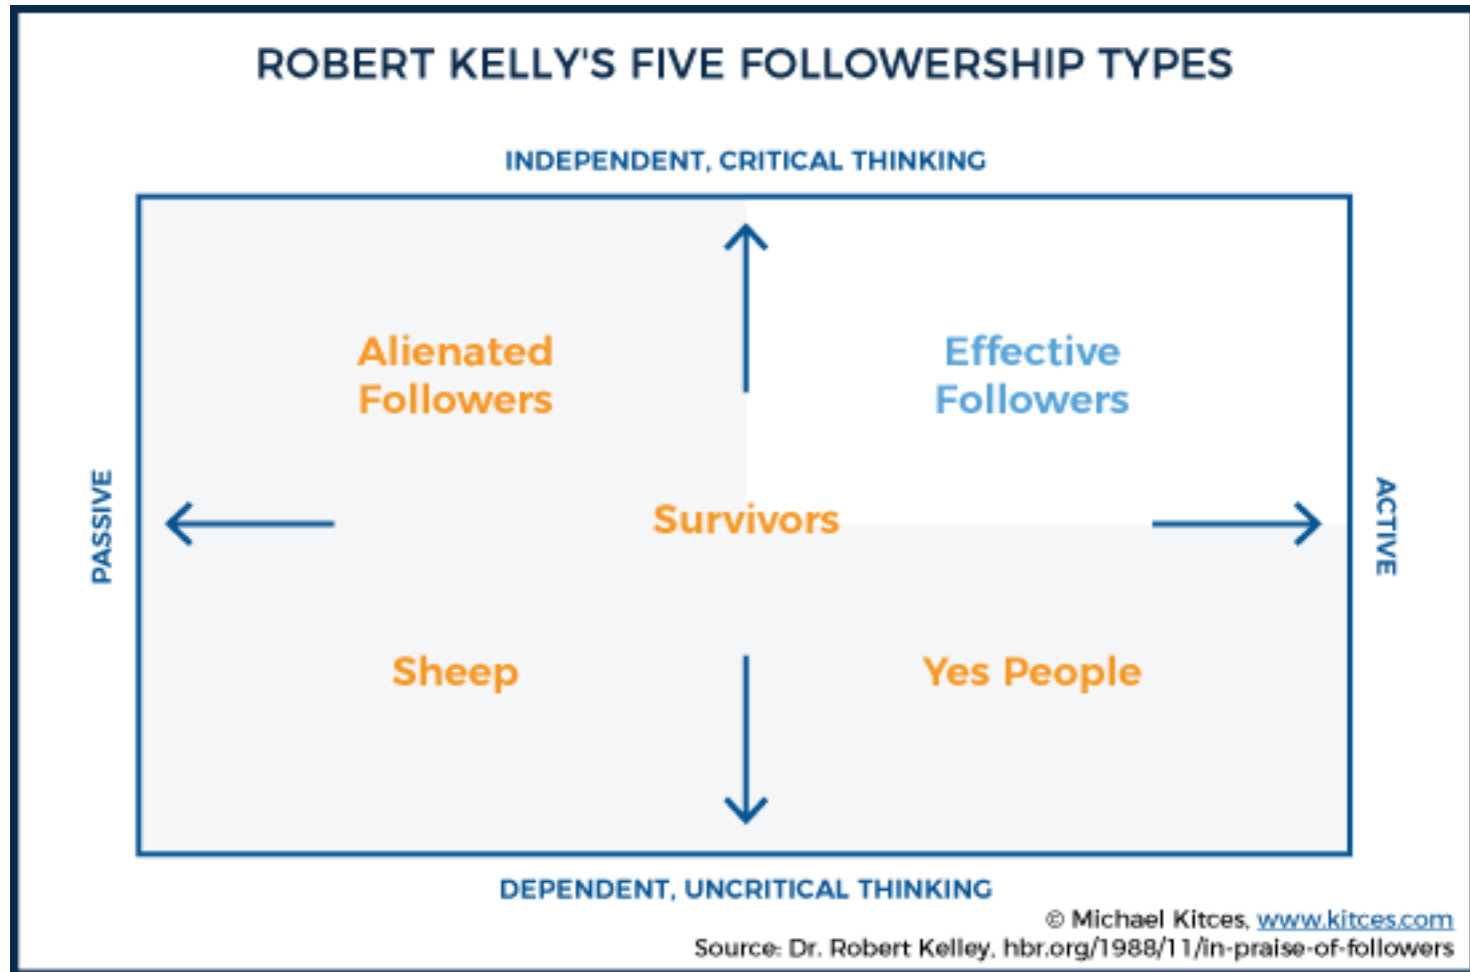 ROBERT KELLY'S FIVE FOLLOWERSHIP TYPES
INDEPENDENT, CRITICAL THINKING
Alienated
Followers
Effective
Followers
PASSIVE
Survivors
ACTIVE
Sheep
Yes People
DEPENDENT, UNCRITICAL THINKING
© Michael Kitces, www.kitces.com
Source: Dr. Robert Kelley, hbr.org/1988/11/in-praise-of-followers